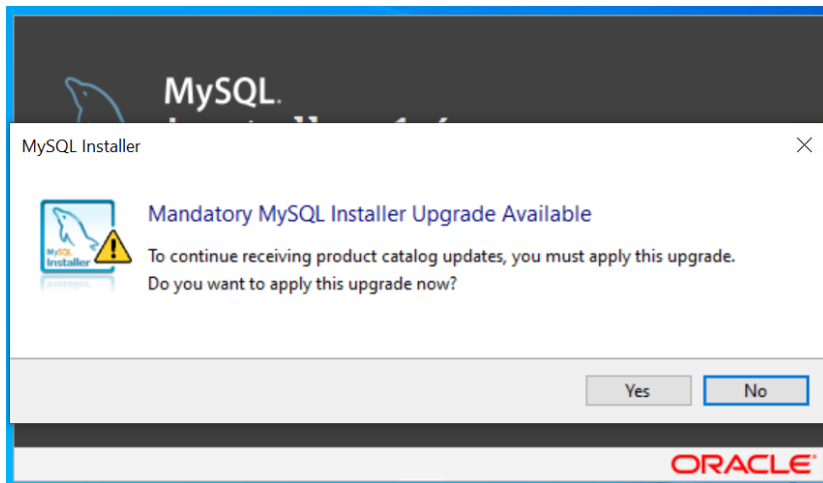 MySQL.
MySQL Installer
MySQL
Installer
Mandatory MySQL Installer Upgrade Available
To continue receiving product catalog updates, you must apply this upgrade.
Do you want to apply this upgrade now?
Yes
No
ORACLE